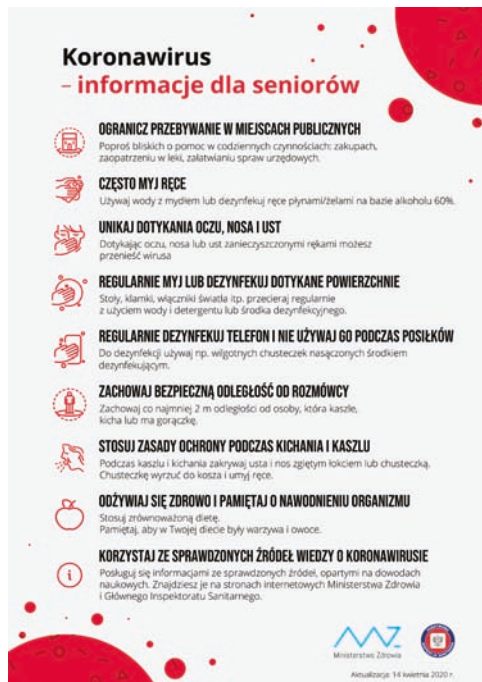 Koronawirus
– informacje dla seniorów
OGRANICZ PRZEBYWANIE W MIEJSCACH PUBLICZNYCH
Poproś bliskich o pomoc w codziennych czynnościach: zakupach,
zaopatrzeniu w leki, załatwianiu spraw urzędowych.
CZĘSTO MYJ RĘCE
Używaj wody z mydłem lub dezynfekuj ręce płynami/żelami na bazie alkoholu 60%.
UNIKAJ DOTYKANIA OCZU, NOSA I UST
Dotykając oczu, nosa lub ust zanieczyszczonymi rękami możesz
przenieść wirusa
REGULARNIE MYJ LUB DEZYNFEKUJ DOTYKANE POWIERZCHNIE
Stoły, klamki, włączniki światła itp. przecieraj regularnie
z użyciem wody i detergentu lub środka dezynfekcyjnego.
REGULARNIE DEZYNFEKUJ TELEFON I NIE UŻYWAJ GO PODCZAS POSIŁKÓW
Do dezynfekcji używaj np. wilgotnych chusteczek nasączonych środkiem
dezynfekującym.
ZACHOWAJ BEZPIECZNĄ ODLEGŁOŚĆ OD ROZMÓWCY
Zachowaj co najmniej 2 m odległości od osoby, która kaszle,
kicha lub ma gorączkę.
STOSUJ ZASADY OCHRONY PODCZAS KICHANIA I KASZLU
Podczas kaszlu i kichania zakrywaj usta i nos zgiętym łokciem lub chusteczką.
Chusteczkę wyrzuć do kosza i umyj ręce.
ODŻYWIAJ SIĘ ZDROWO I PAMIĘTAJ O NAWODNIENIU ORGANIZMU
Stosuj zrównoważoną dietę.
Pamiętaj, aby w Twojej diecie były warzywa i owoce.
KORZYSTAJ ZE SPRAWDZONYCH ŹRÓDEŁ WIEDZY O KORONAWIRUSIE
Posługuj się informacjami ze sprawdzonych źródeł, opartymi na dowodach
naukowych. Znajdziesz je na stronach internetowych Ministerstwa Zdrowia
i Głównego Inspektoratu Sanitarnego.
Ministerstwo Zdrowia
Aktualizacja: 14 kwietnia 2020 r.